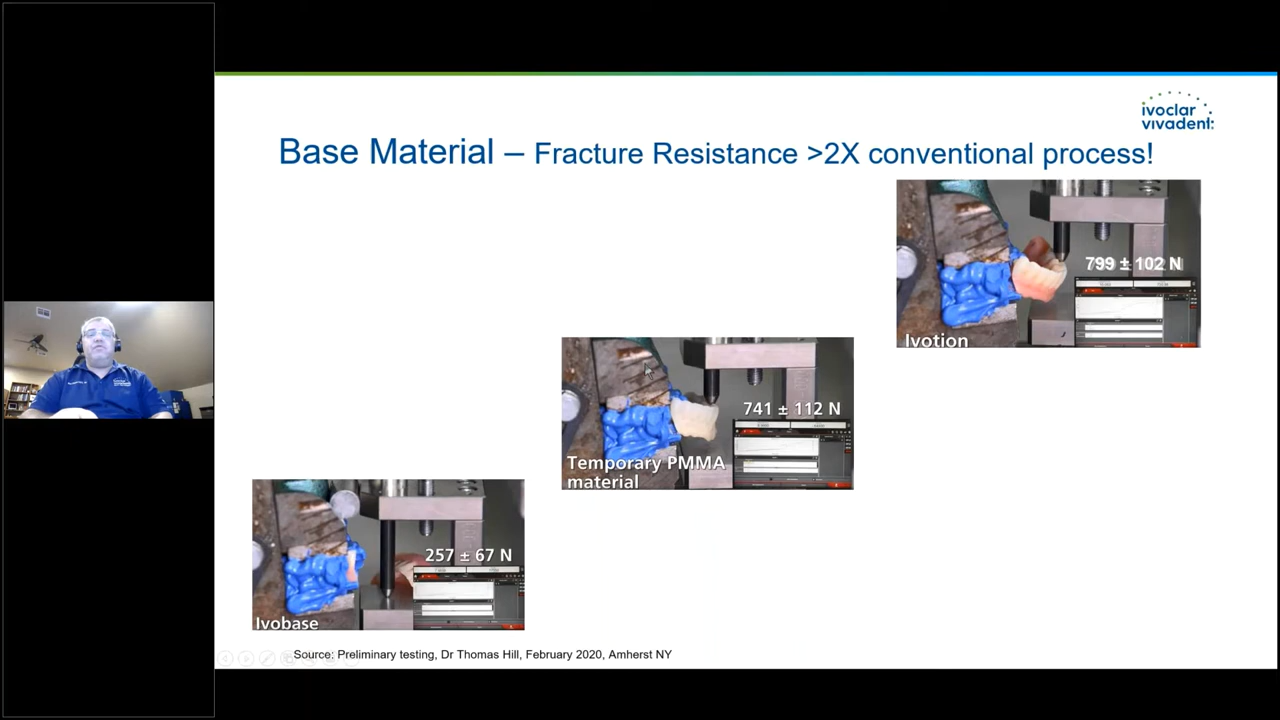 ivoclar
vivadent:
Base Material – Fracture Resistance >2X conventional process!
799 ± 102 N
Ivotion
741 ± 112 N
Temporary PMMA
material
257 ± 67 N
Ivobase
Source: Preliminary testing, Dr Thomas Hill, February 2020, Amherst NY